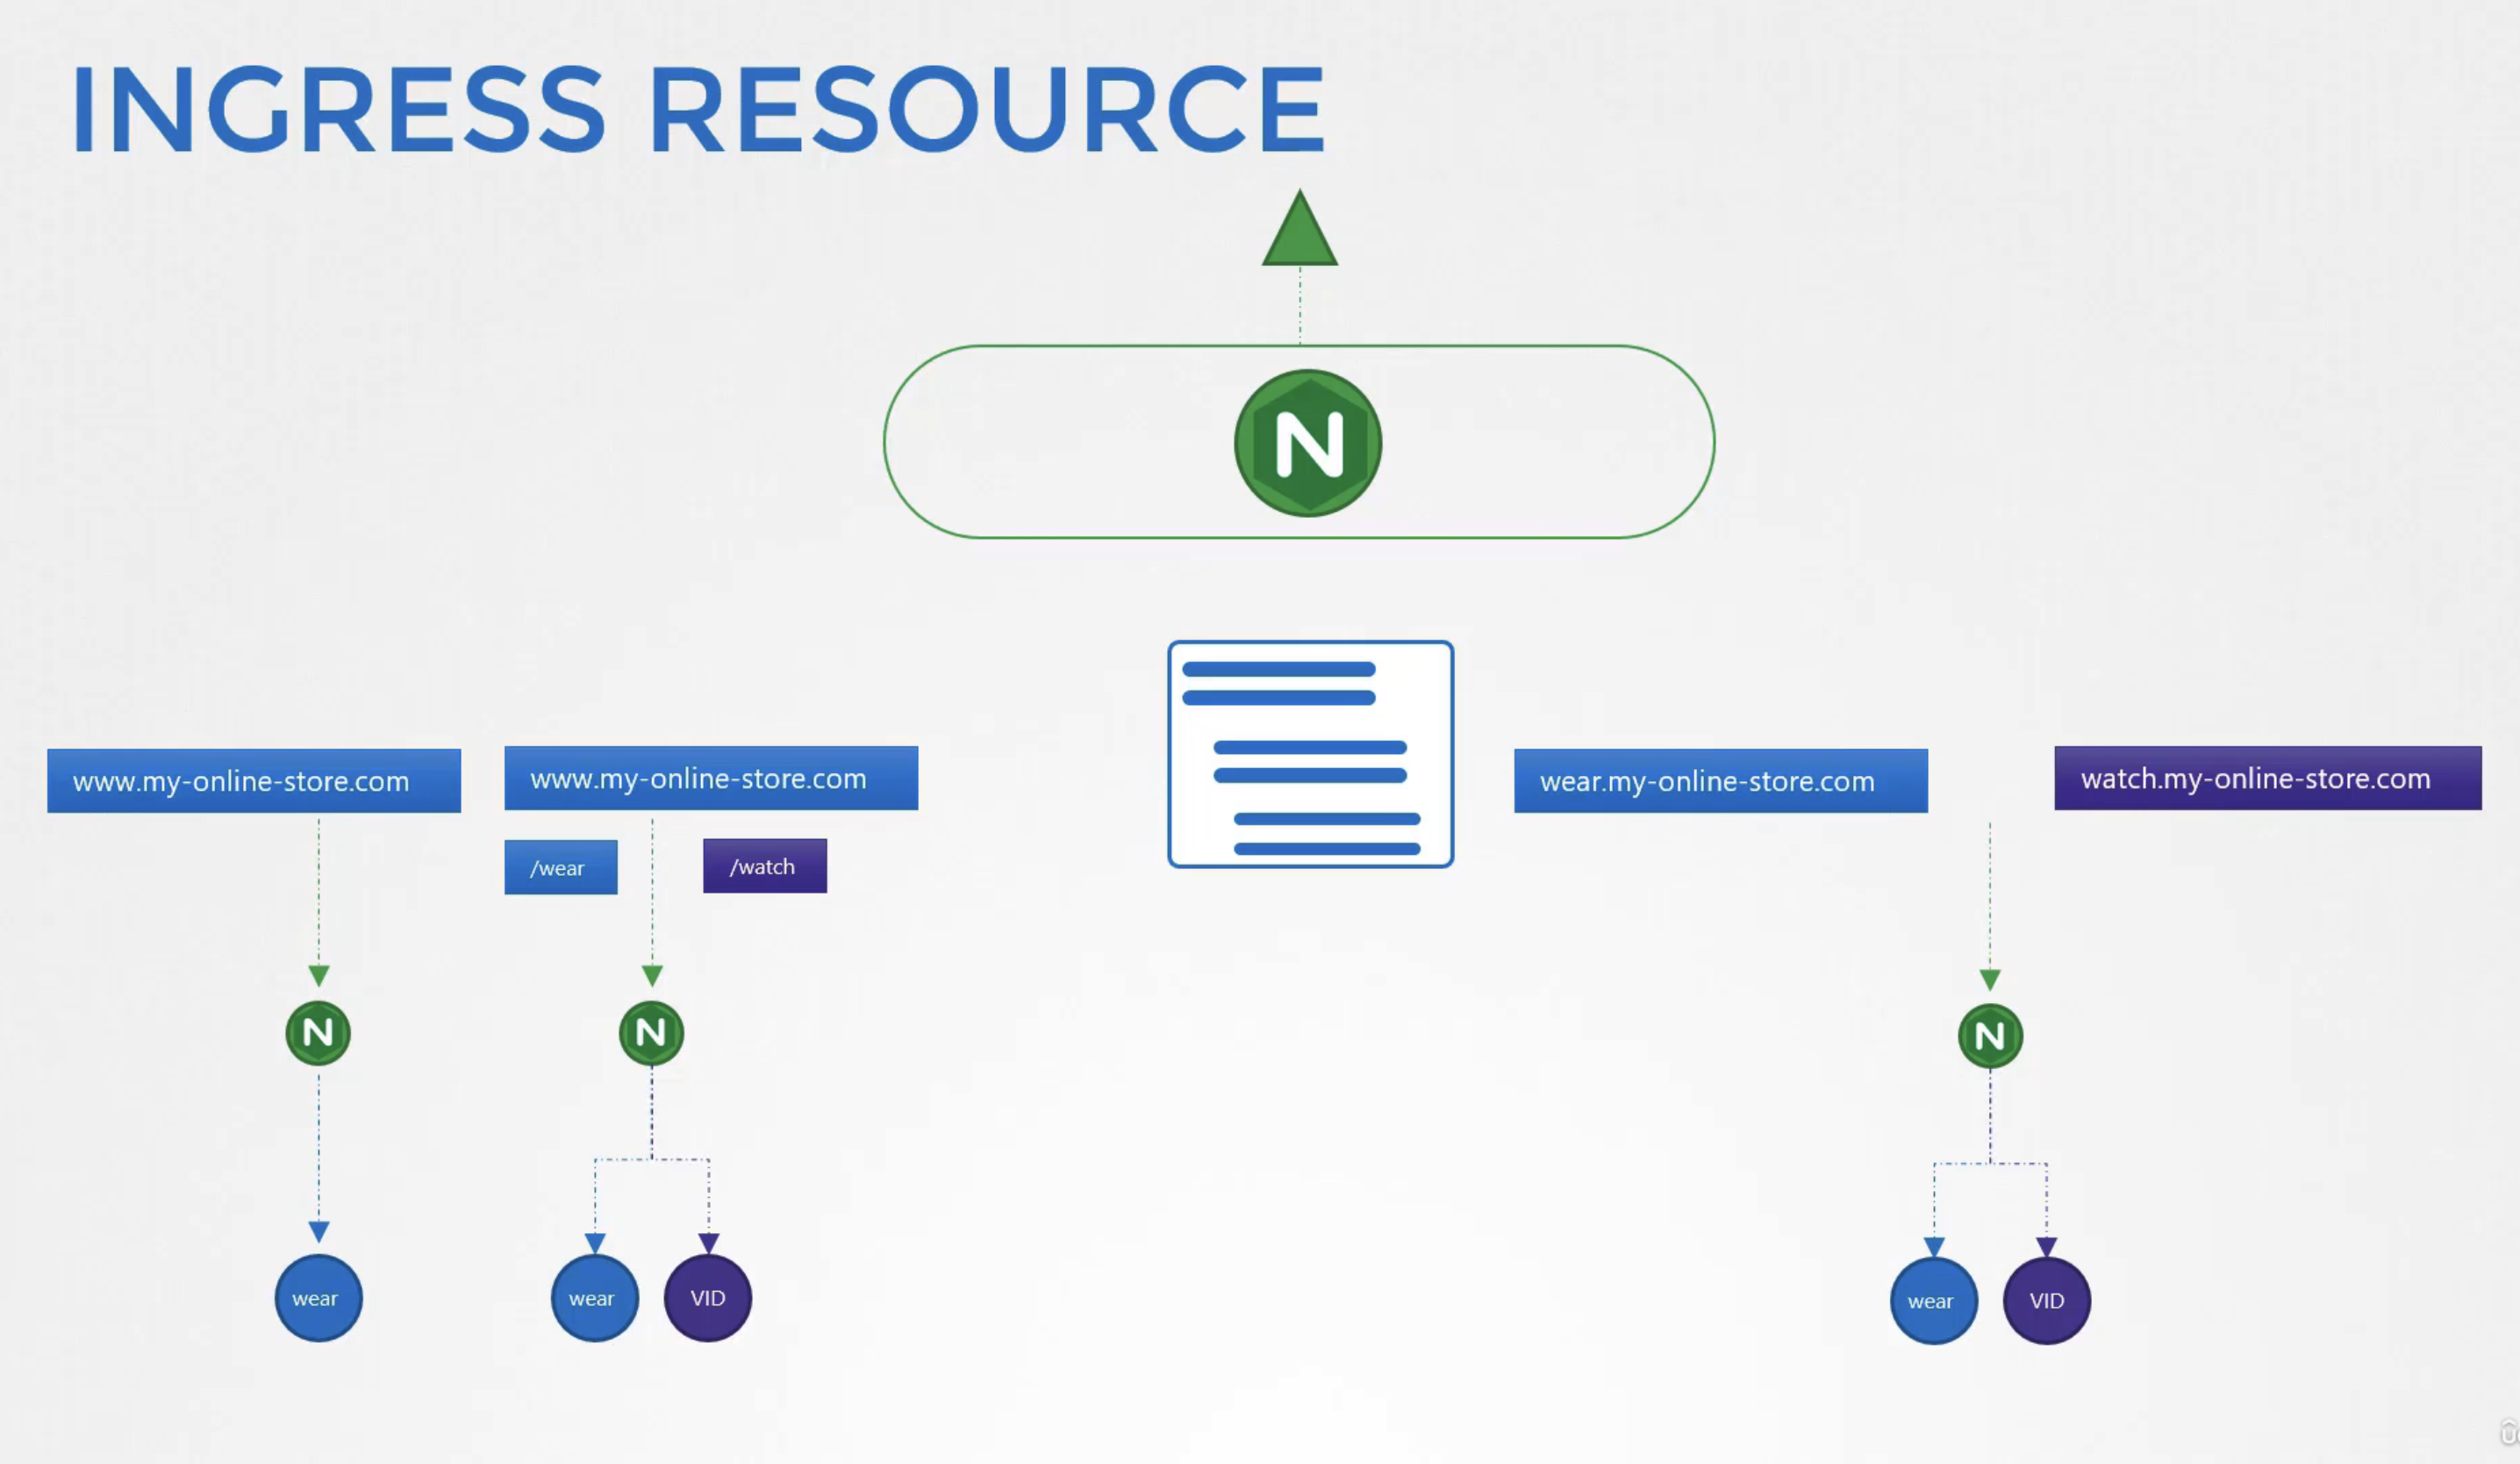 INGRESS RESOURCE
N
www.my-online-store.com
www.my-online-store.com
wear.my-online-store.com
watch.my-online-store.com
/wear
/watch
N
N
N
wear
wear
VID
wear
VID